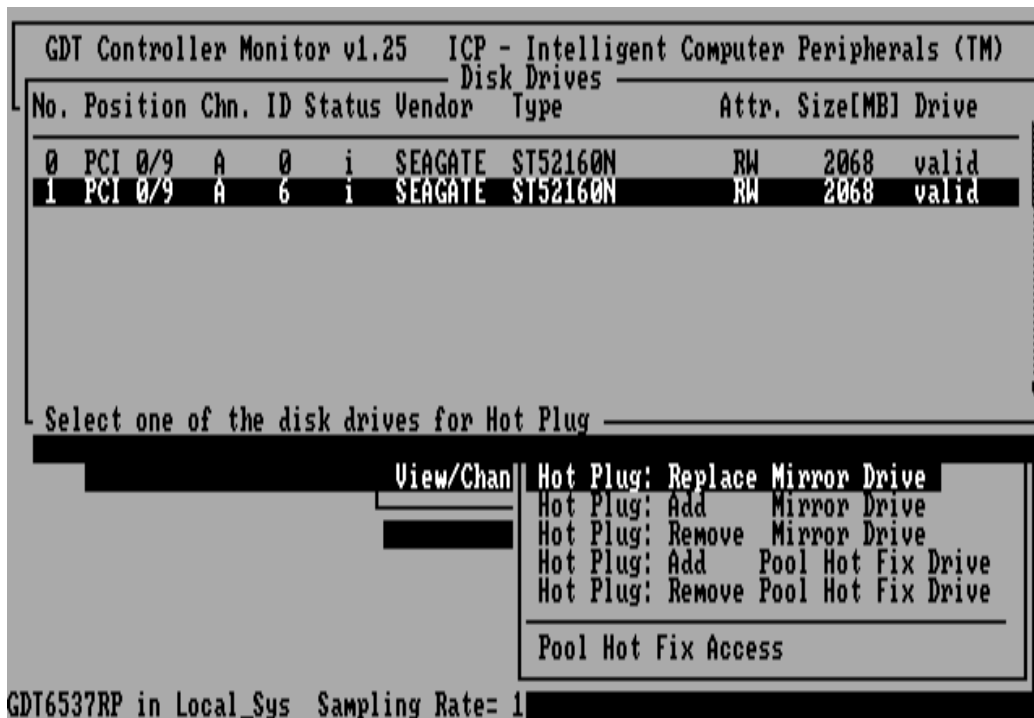 GDT Controller Monitor v1.25 ICP - Intelligent Computer Peripherals (TM)
Disk Drives
No. Position Chn. ID Status Vendor Type Attr. Size[MB] Drive
0 PCI 0/9 A 0 i SEAGATE ST52160N RW 2068 valid
1 PCI 0/9 A 6 i SEAGATE ST52160N RW 2068 valid
Select one of the disk drives for Hot Plug
View/Chan
Hot Plug: Replace Mirror Drive
Hot Plug: Add Mirror Drive
Hot Plug: Remove Mirror Drive
Hot Plug: Add Pool Hot Fix Drive
Hot Plug: Remove Pool Hot Fix Drive
Pool Hot Fix Access
GDT6537RP in Local_Sys Sampling Rate= 1